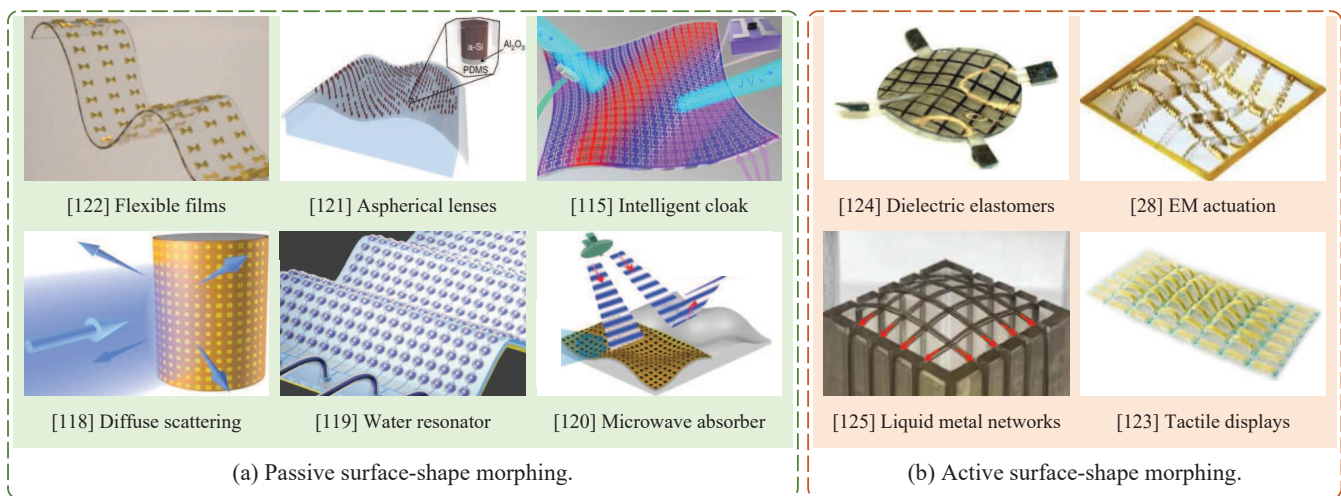 a-Si
Al₂O₃
PDMS
[122] Flexible films
[121] Aspherical lenses
[115] Intelligent cloak
[118] Diffuse scattering
[119] Water resonator
[120] Microwave absorber
(a) Passive surface-shape morphing.
[124] Dielectric elastomers
[28] EM actuation
[125] Liquid metal networks
[123] Tactile displays
(b) Active surface-shape morphing.